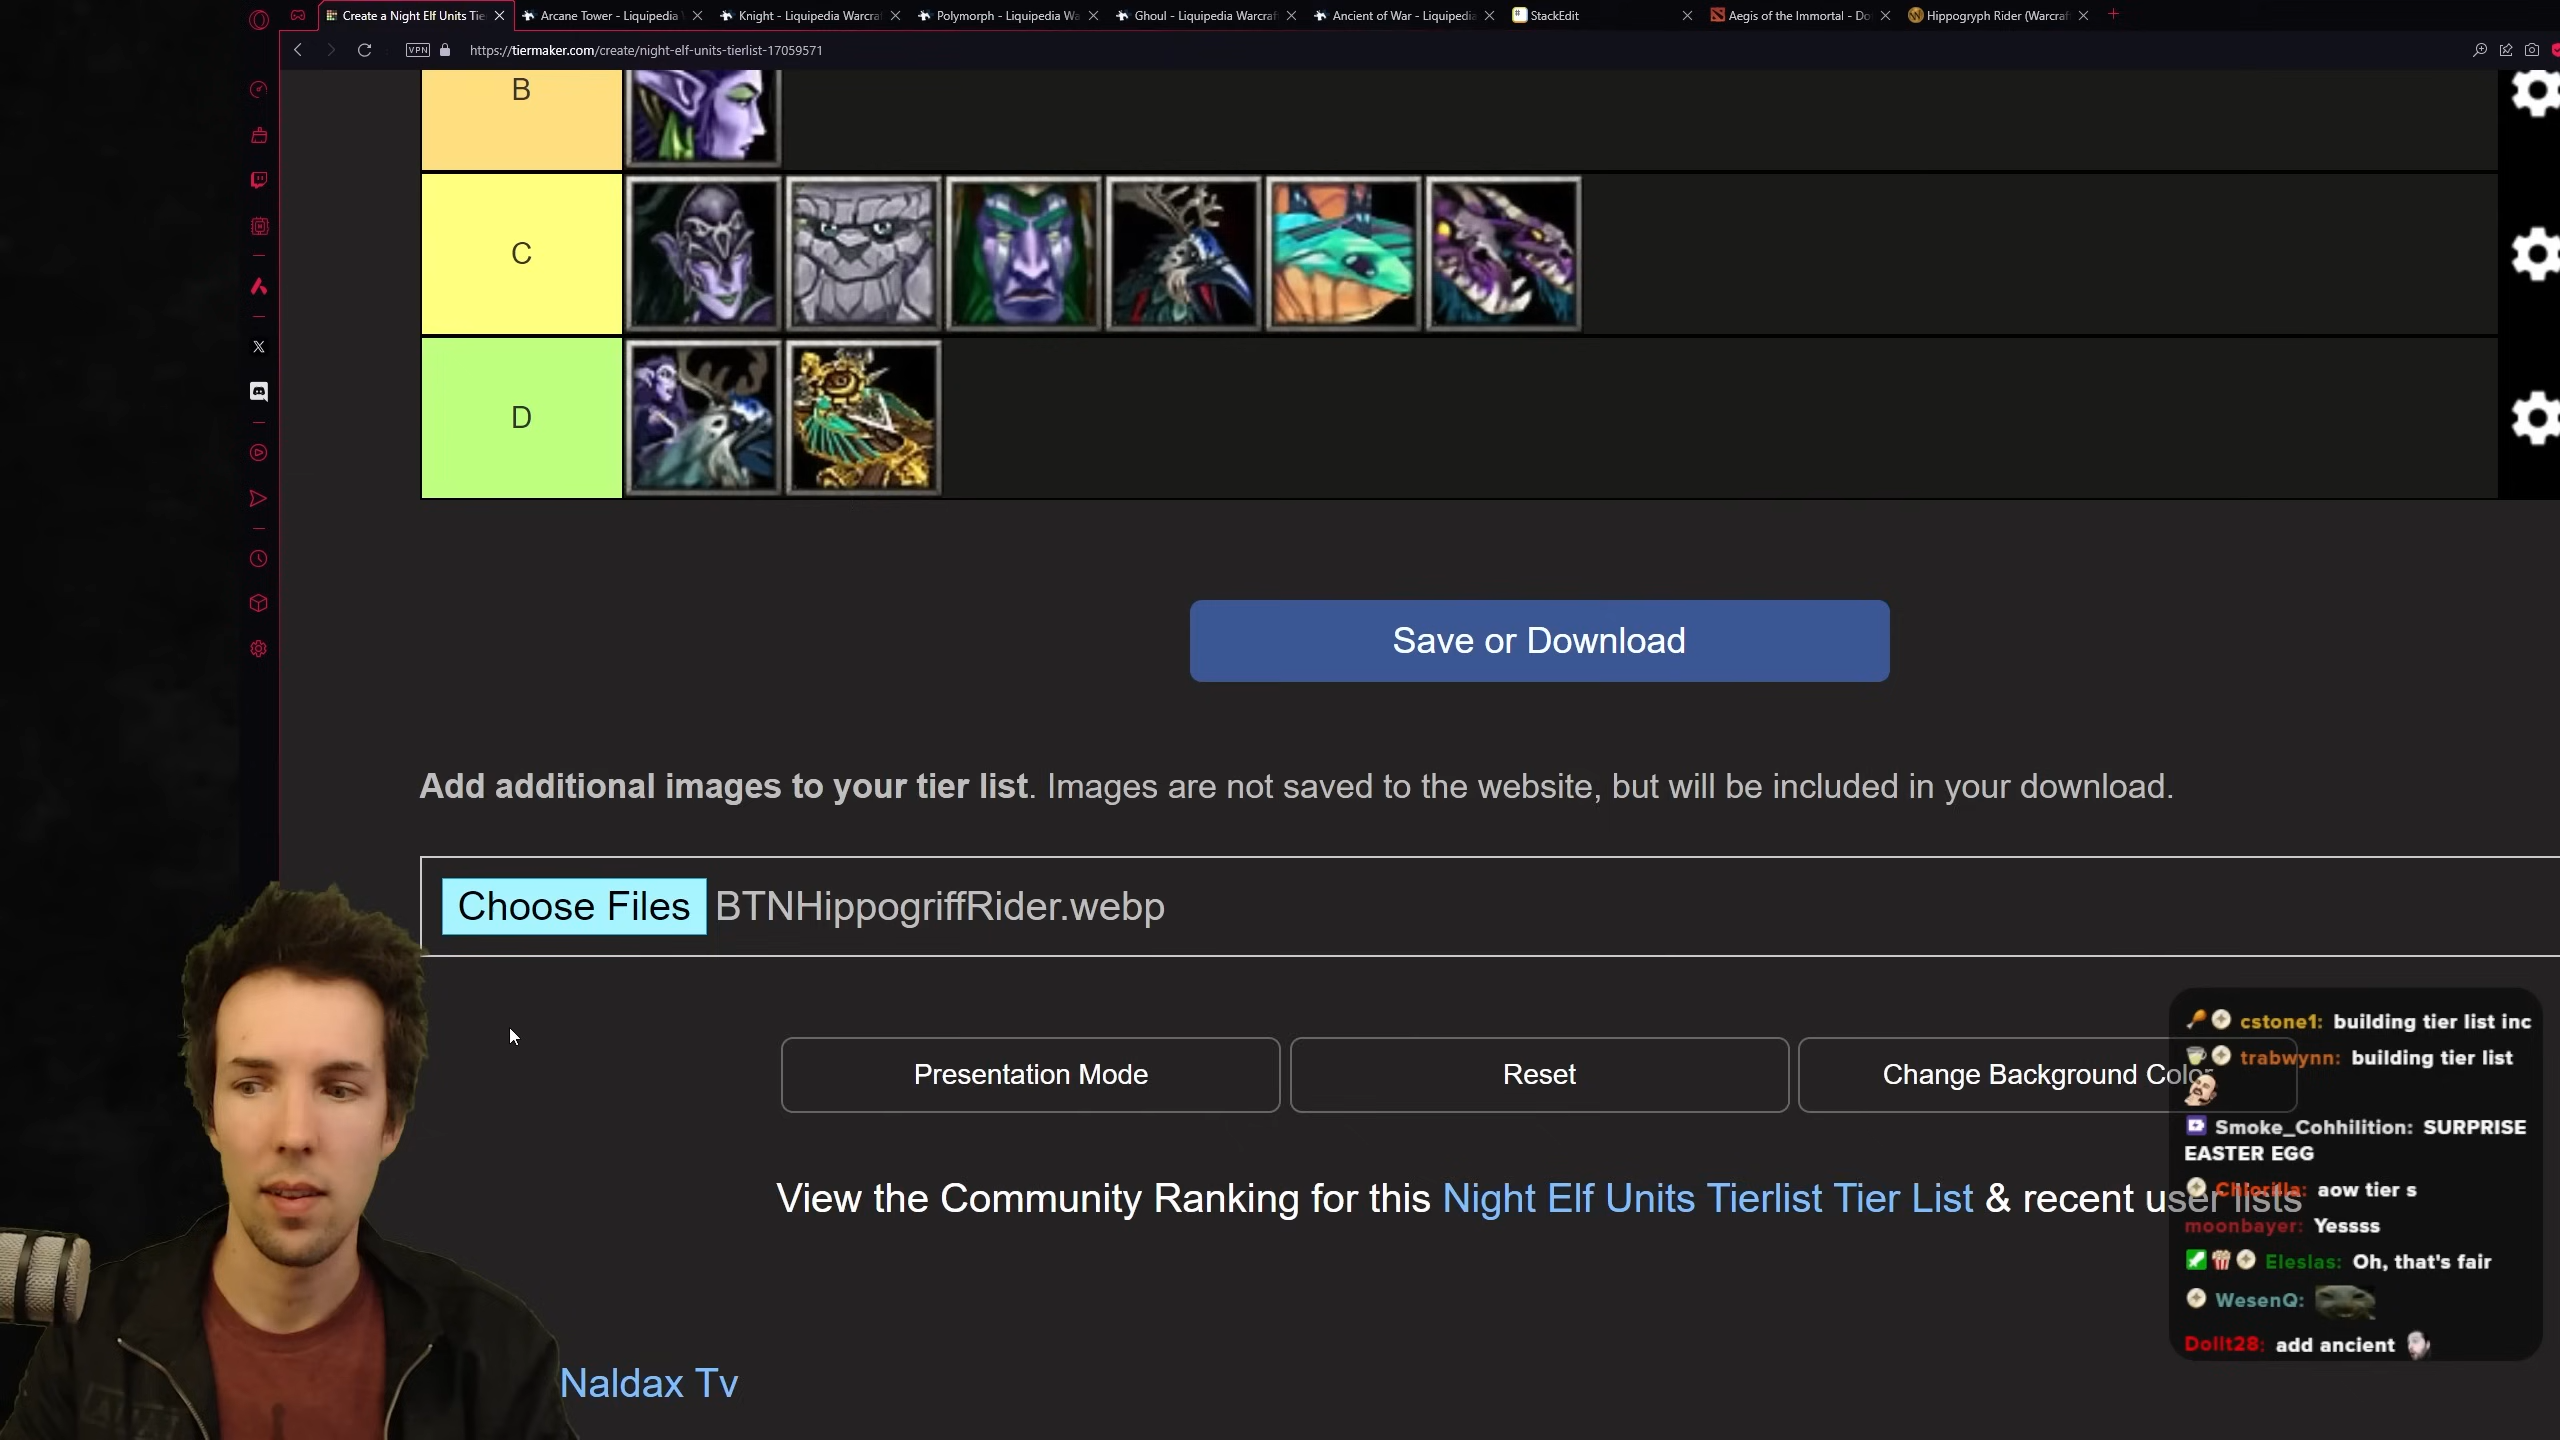 Create a Night Elf Units Tie
Arcane Tower - Liquipedia
Knight - Liquipedia Warcra
Polymorph - Liquipedia Wa
Ghoul - Liquipedia Warcraf
Ancient of War - Liquipedia
StackEdit
Aegis of the Immortal - Do
Hippogryph Rider (Warcraf
VPN
https://tiermaker.com/create/night-elf-units-tierlist-17059571
B
C
D
Save or Download
Add additional images to your tier list. Images are not saved to the website, but will be included in your download.
Choose Files BTNHippogriffRider.webp
Presentation Mode
Reset
Change Background Color
View the Community Ranking for this Night Elf Units Tierlist Tier List & recent user lists
Naldax Tv
cstone1: building tier list inc
trabwynn: building tier list
Smoke_Cohhilition: SURPRISE
EASTER EGG
Chiorilla: aow tier s
moonbayer: Yessss
Eleslas: Oh, that's fair
WesenQ:
Dollt28: add ancient